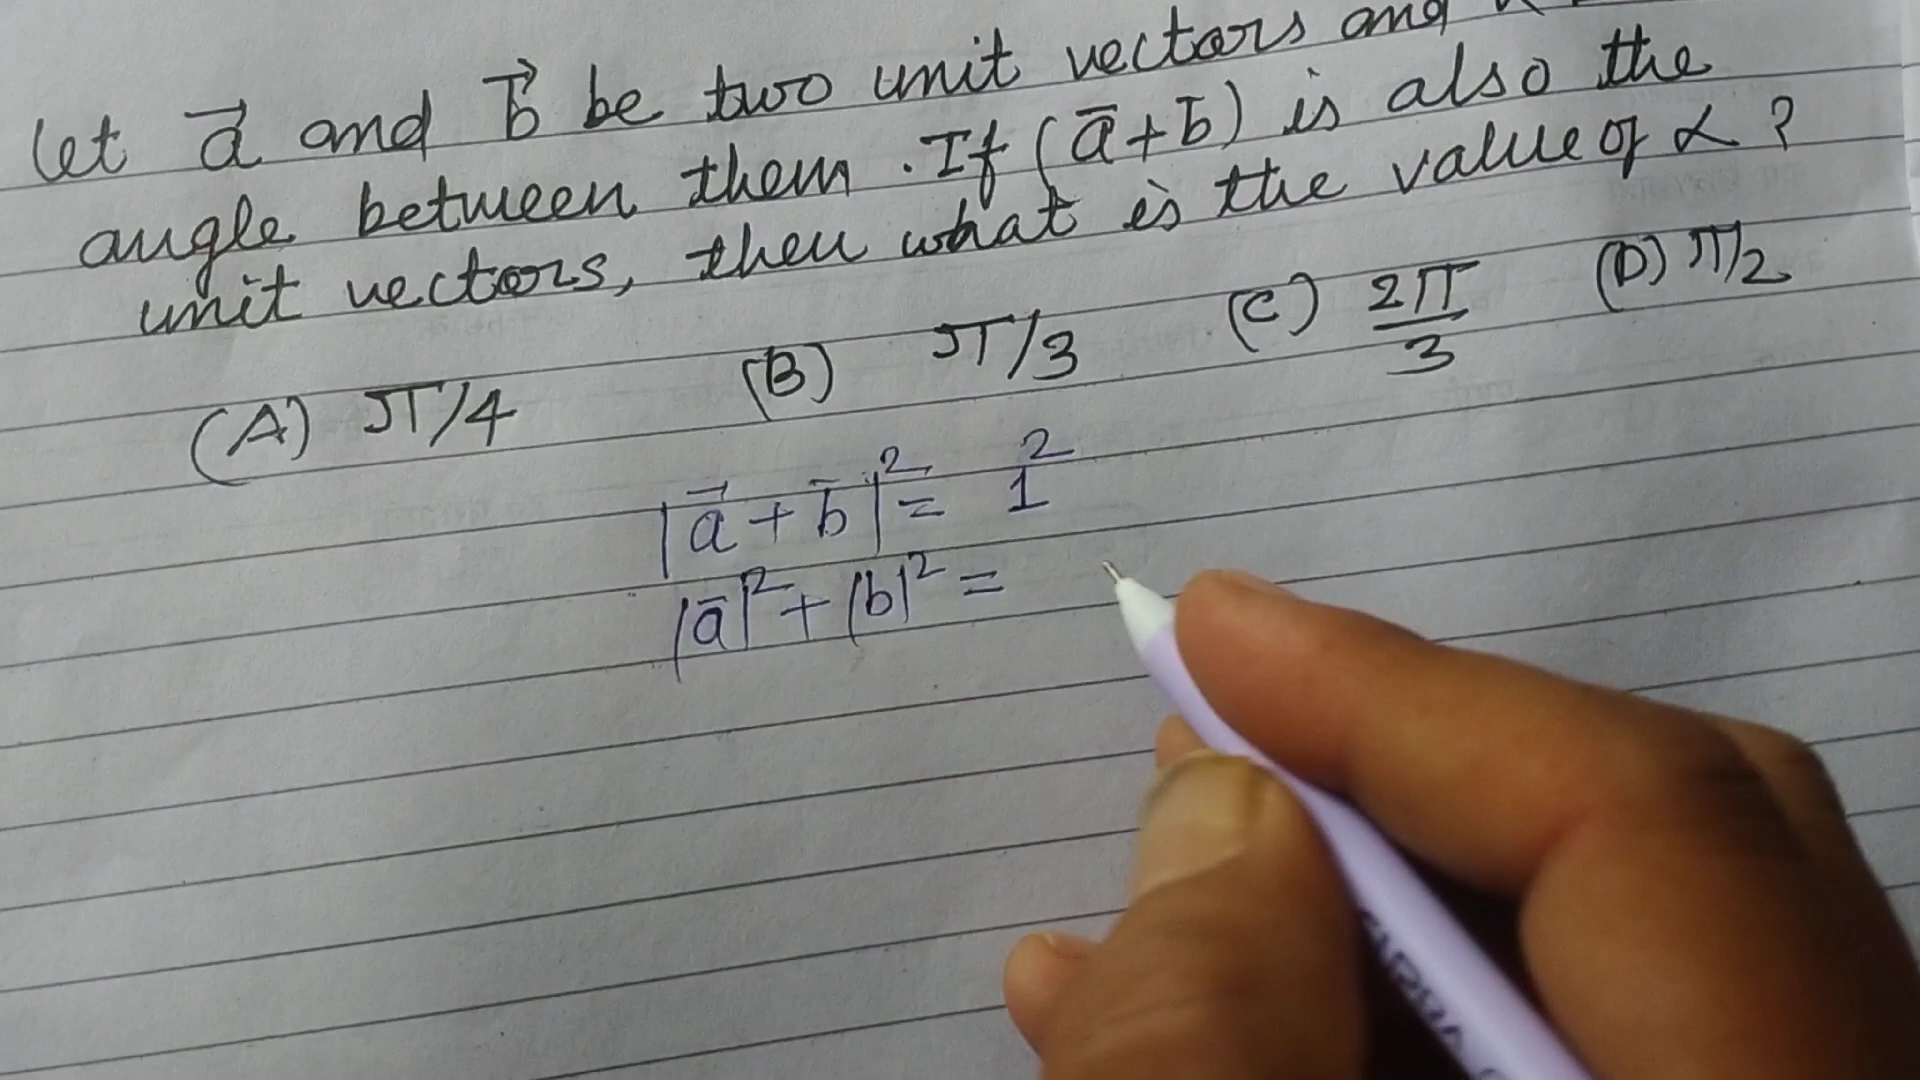 let a⃗ and b⃗ be two unit vectors and
angle between them. If (a̅+b̅) is also the
unit vectors, then what is the value of α ?
(A) π/4 (B) π/3 (C) 2π/3 (D) π/2
|a⃗ + b̅|² = 1²
|a̅|² + |b|² =